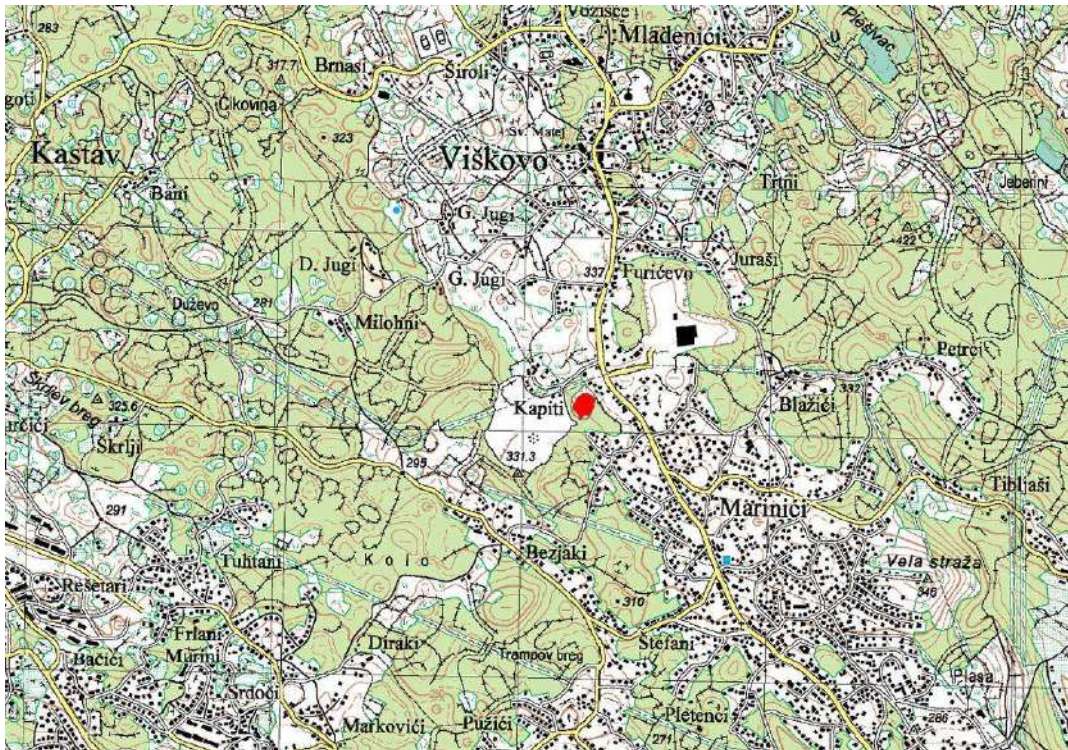 283
Vozišće
Mladenići
Plešivac
317.7
Brnasi
Široli
Cikovina
323
Sv. Matej
Kastav
Viškovo
Trtni
Jeberini
Bani
G. Jugi
422
Juraši
D. Jugi
337
Furićevo
G. Jugi
Duževo
281
Milohni
Petrci
332
Škrlji
325.6
Kapiti
Blažići
331.3
295
Tibljaši
Marinići
291
Bezjaki
Tuhtani
Kolo
Vela straža
Rešetari
310
346
Frlani
Diraki
Štefani
Bačići
Murini
Trampov breg
Plasa
Srdoči
Markovići
Pužići
Pletenci
286
271